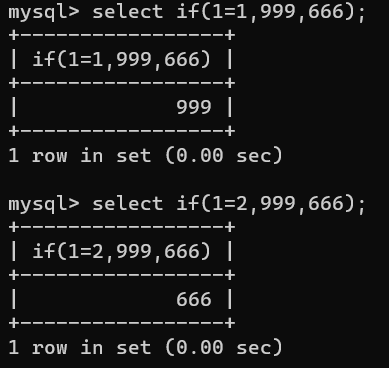 mysql> select if(1=1,999,666);
+-----------------+
| if(1=1,999,666) |
+-----------------+
|             999 |
+-----------------+
1 row in set (0.00 sec)

mysql> select if(1=2,999,666);
+-----------------+
| if(1=2,999,666) |
+-----------------+
|             666 |
+-----------------+
1 row in set (0.00 sec)